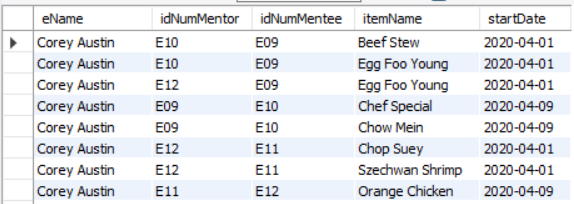 eName idNumMentor idNumMentee itemName startDate
Corey Austin E10 E09 Beef Stew 2020-04-01
Corey Austin E10 E09 Egg Foo Young 2020-04-01
Corey Austin E12 E09 Egg Foo Young 2020-04-01
Corey Austin E09 E10 Chef Special 2020-04-09
Corey Austin E09 E10 Chow Mein 2020-04-09
Corey Austin E12 E11 Chop Suey 2020-04-01
Corey Austin E12 E11 Szechwan Shrimp 2020-04-01
Corey Austin E11 E12 Orange Chicken 2020-04-09